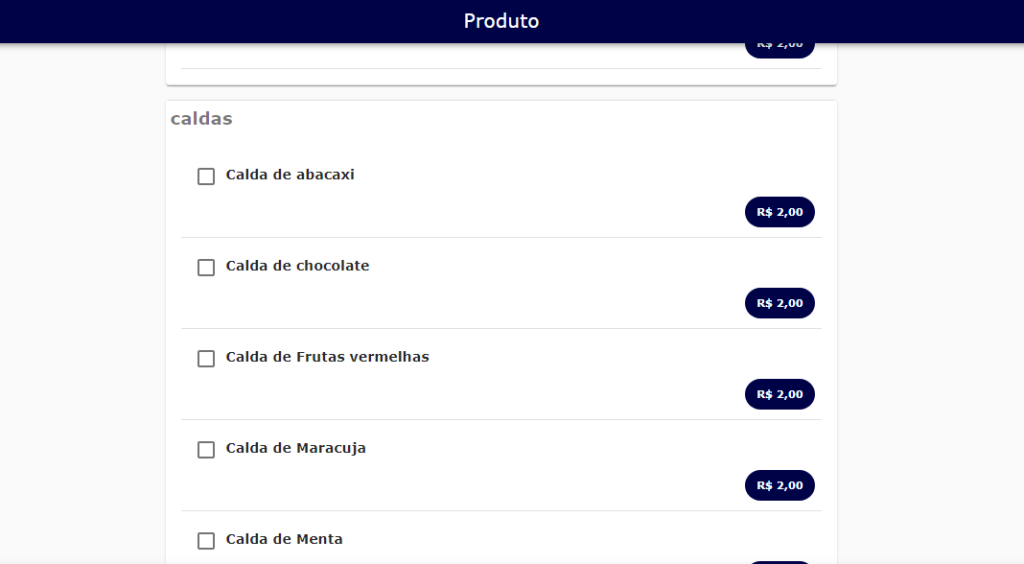 Produto
R$ 2,00
caldas
Calda de abacaxi
R$ 2,00
Calda de chocolate
R$ 2,00
Calda de Frutas vermelhas
R$ 2,00
Calda de Maracuja
R$ 2,00
Calda de Menta